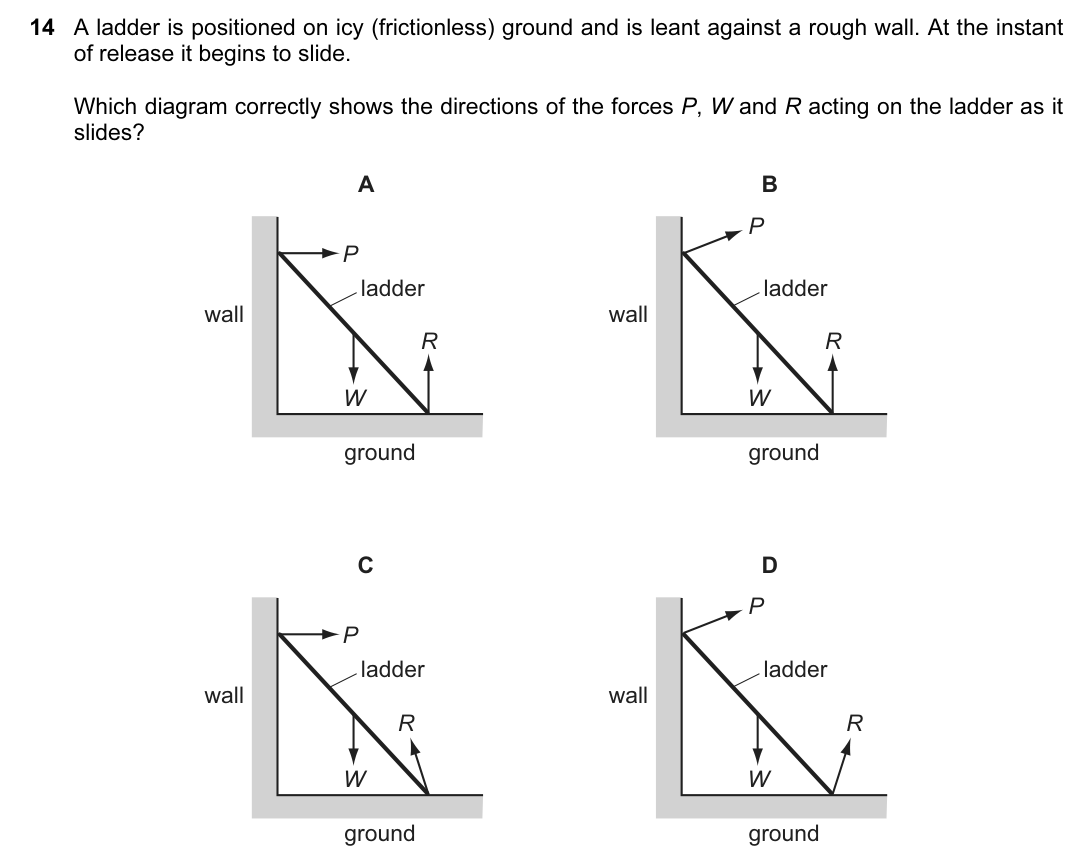 14 A ladder is positioned on icy (frictionless) ground and is leant against a rough wall. At the instant
of release it begins to slide.
Which diagram correctly shows the directions of the forces P, W and R acting on the ladder as it
slides?
A
P
ladder
wall
R
W
ground
B
P
ladder
wall
R
W
ground
C
P
ladder
wall
R
W
ground
D
P
ladder
wall
R
W
ground